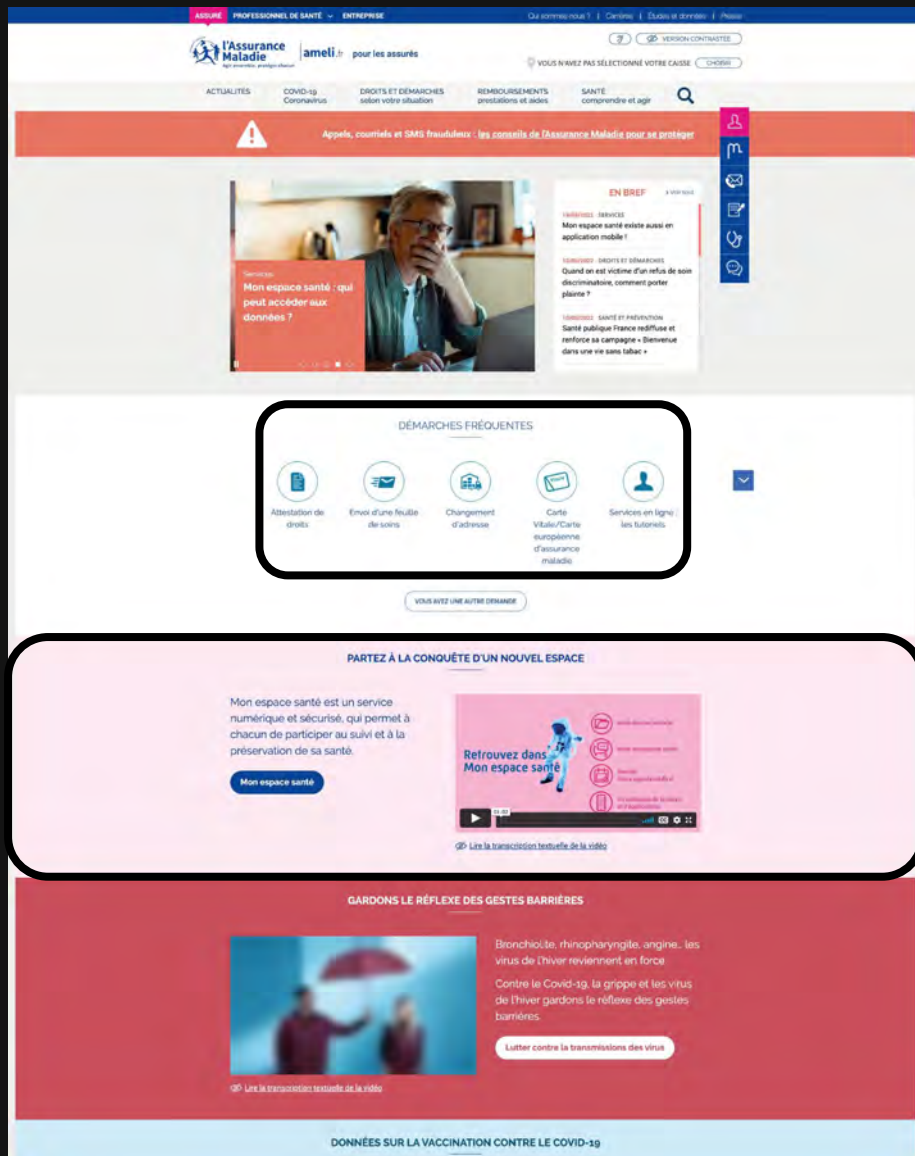 ASSURÉ PROFESSIONNEL DE SANTÉ ENTREPRISE
Qui sommes nous ? | Carrières | Études et données | Presse
l'Assurance
Maladie
Agir ensemble, protéger chacun
ameli.fr pour les assurés
VERSION CONTRASTÉE
VOUS N'AVEZ PAS SÉLECTIONNÉ VOTRE CAISSE CHOISIR
ACTUALITÉS
COVID-19
Coronavirus
DROITS ET DÉMARCHES
selon votre situation
REMBOURSEMENTS
prestations et aides
SANTÉ
comprendre et agir
Appels, courriels et SMS frauduleux : les conseils de l'Assurance Maladie pour se protéger
Services
Mon espace santé : qui
peut accéder aux
données ?
EN BREF
SERVICES
Mon espace santé existe aussi en
application mobile !
DROITS ET DÉMARCHES
Quand on est victime d'un refus de soin
discriminatoire, comment porter
plainte ?
SANTÉ ET PRÉVENTION
Santé publique France rediffuse et
renforce sa campagne « Bienvenue
dans une vie sans tabac »
DÉMARCHES FRÉQUENTES
Attestation de
droits
Envoi d'une feuille
de soins
Changement
d'adresse
Carte
Vitale/Carte
européenne
d'assurance
maladie
Services en ligne :
les tutoriels
VOUS AVEZ UNE AUTRE DEMANDE
PARTEZ À LA CONQUÊTE D'UN NOUVEL ESPACE
Mon espace santé est un service
numérique et sécurisé, qui permet à
chacun de participer au suivi et à la
préservation de sa santé.
Mon espace santé
Retrouvez dans
Mon espace santé
Lire la transcription textuelle de la vidéo
GARDONS LE RÉFLEXE DES GESTES BARRIÈRES
Bronchiolite, rhinopharyngite, angine... les
virus de l'hiver reviennent en force
Contre le Covid-19, la grippe et les virus
de l'hiver gardons le réflexe des gestes
barrières.
Lutter contre la transmissions des virus
Lire la transcription textuelle de la vidéo
DONNÉES SUR LA VACCINATION CONTRE LE COVID-19